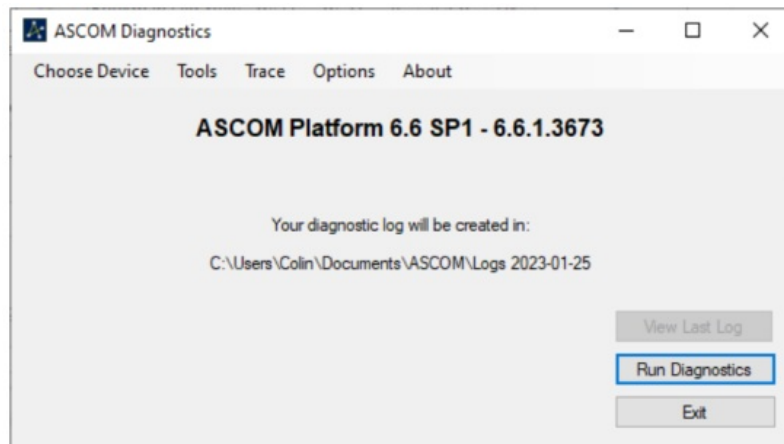 ASCOM Diagnostics
Choose Device Tools Trace Options About
ASCOM Platform 6.6 SP1 - 6.6.1.3673
Your diagnostic log will be created in:
C:\Users\Colin\Documents\ASCOM\Logs 2023-01-25
View Last Log
Run Diagnostics
Exit